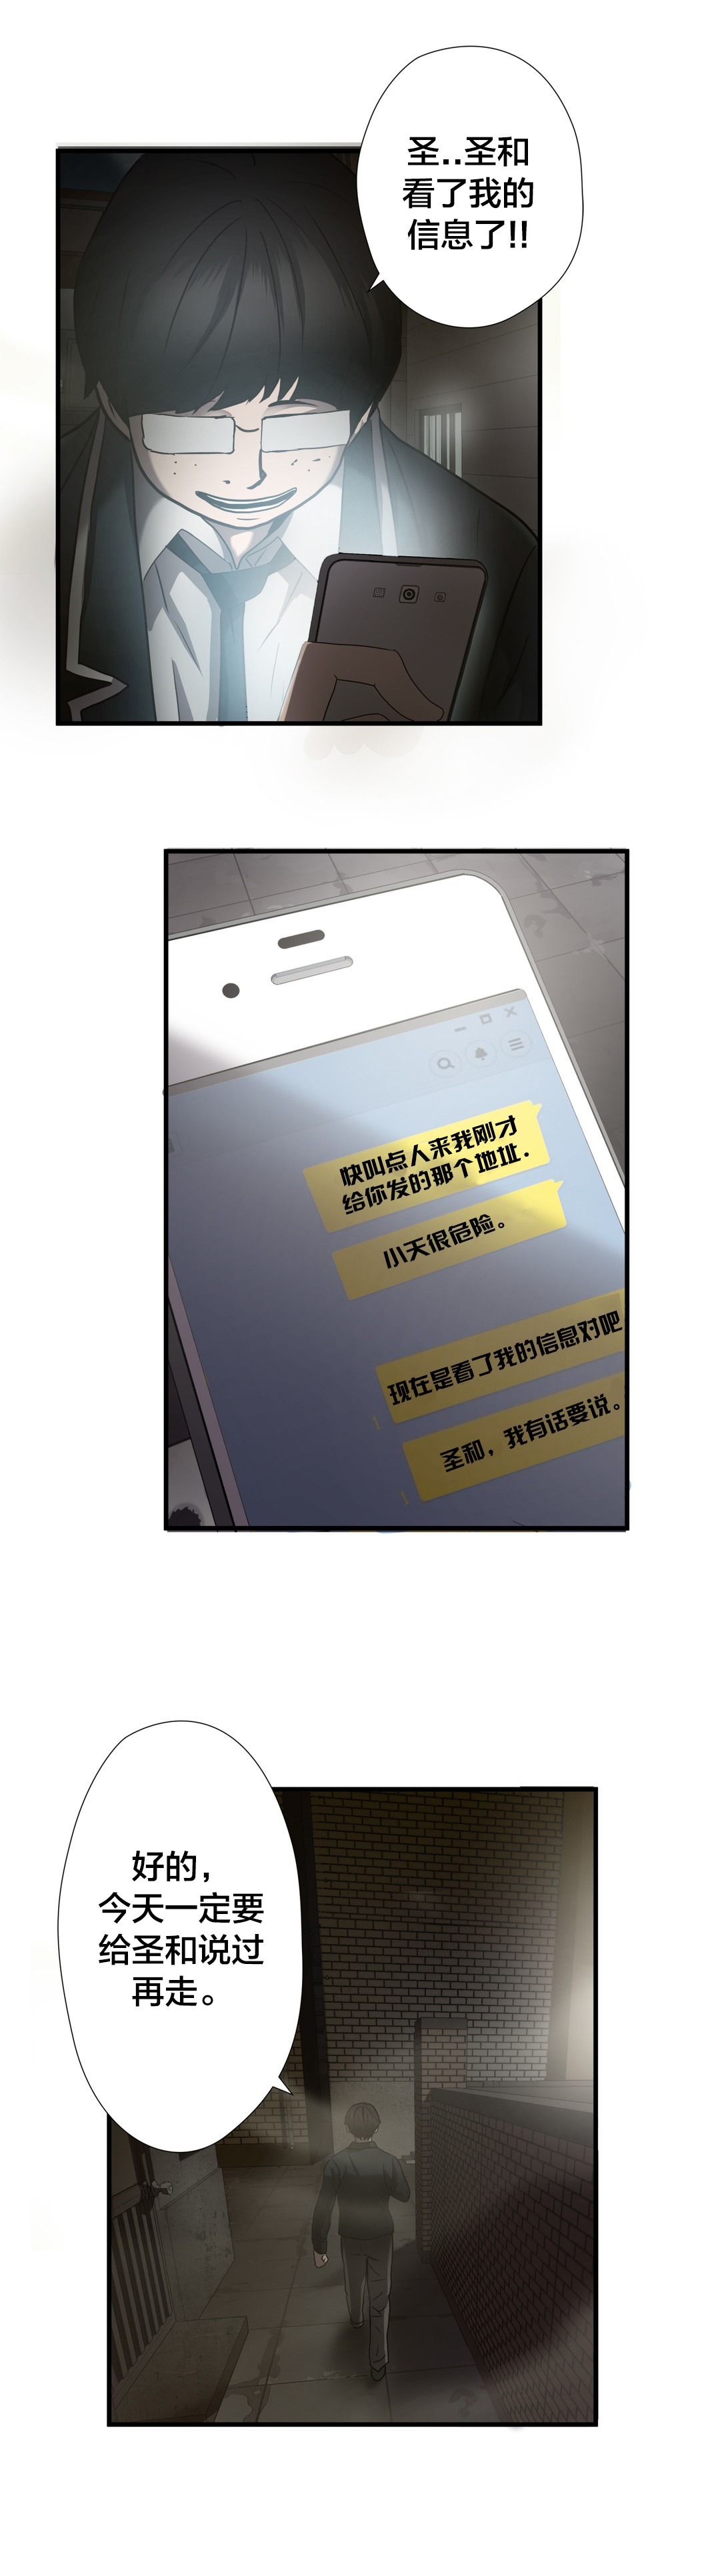 圣..圣和
看了我的
信息了!!
快叫点人来我刚才
给你发的那个地址.
小天很危险。
现在是看了我的信息对吧
圣和，我有话要说。
好的，
今天一定要
给圣和说过
再走。